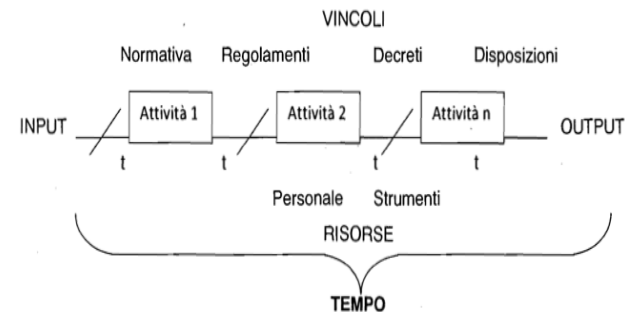 VINCOLI
Normativa Regolamenti Decreti Disposizioni
INPUT Attività 1 Attività 2 Attività n OUTPUT
t t t t
Personale Strumenti
RISORSE
TEMPO